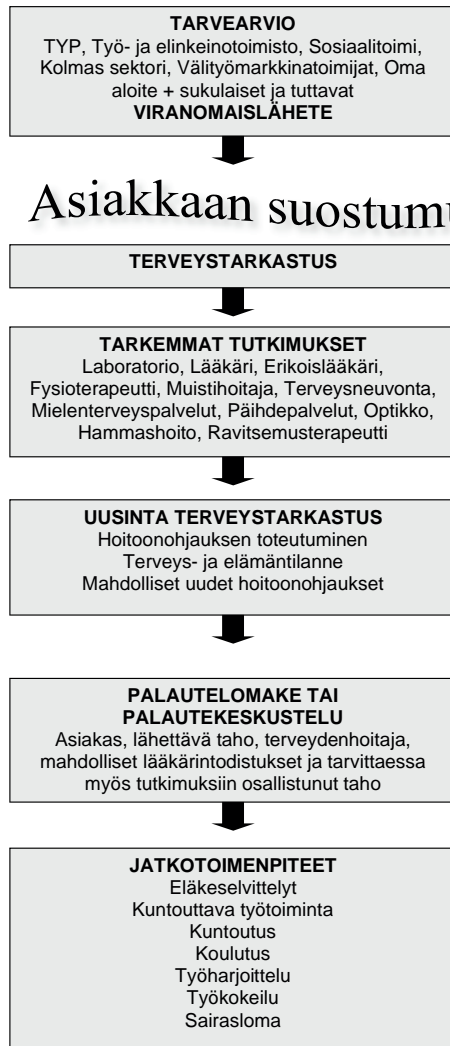 TARVEARVIO
TYP, Työ- ja elinkeinotoimisto, Sosiaalitoimi,
Kolmas sektori, Välityömarkkinatoimijat, Oma
aloite + sukulaiset ja tuttavat
VIRANOMAISLÄHETE
Asiakkaan suostumu
TERVEYSTARKASTUS
TARKEMMAT TUTKIMUKSET
Laboratorio, Lääkäri, Erikoislääkäri,
Fysioterapeutti, Muistihoitaja, Terveysneuvonta,
Mielenterveyspalvelut, Päihdepalvelut, Optikko,
Hammashoito, Ravitsemusterapeutti
UUSINTA TERVEYSTARKASTUS
Hoitoonohjauksen toteutuminen
Terveys- ja elämäntilanne
Mahdolliset uudet hoitoonohjaukset
PALAUTELOMAKE TAI
PALAUTEKESKUSTELU
Asiakas, lähettävä taho, terveydenhoitaja,
mahdolliset lääkärintodistukset ja tarvittaessa
myös tutkimuksiin osallistunut taho
JATKOTOIMENPITEET
Eläkeselvittelyt
Kuntouttava työtoiminta
Kuntoutus
Koulutus
Työharjoittelu
Työkokeilu
Sairasloma